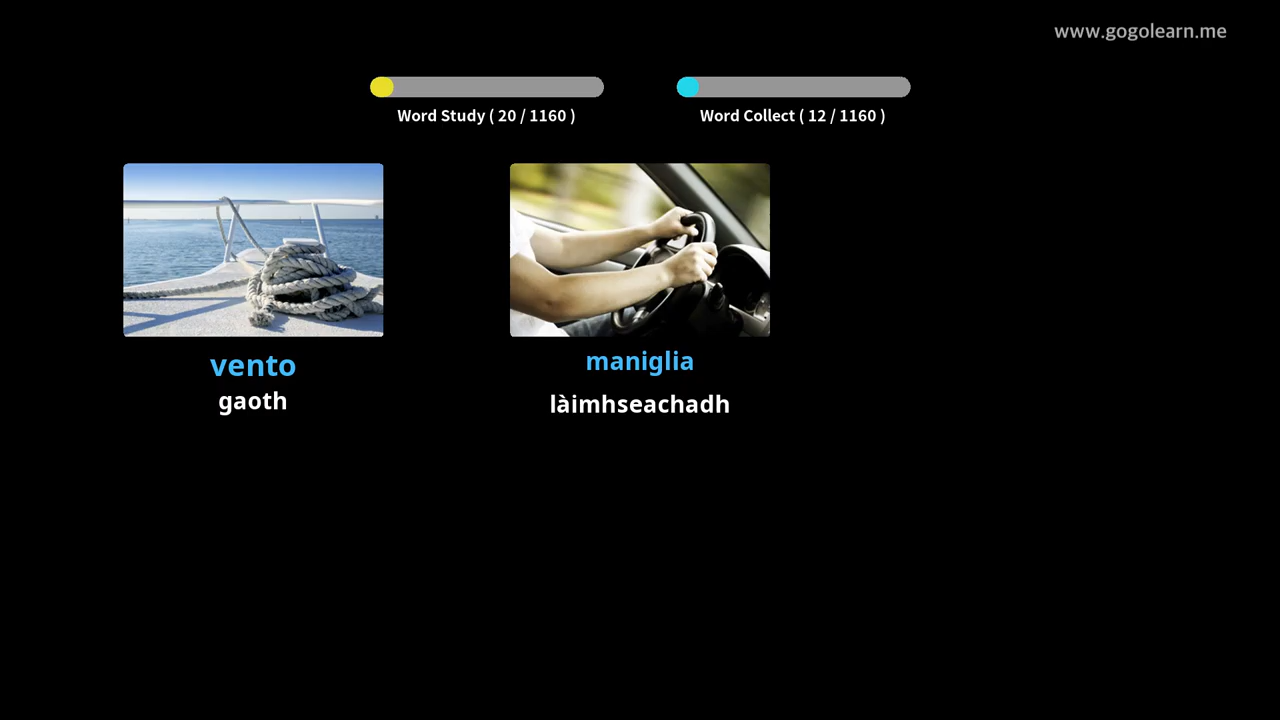 www.gogolearn.me
Word Study ( 20 / 1160 )
Word Collect ( 12 / 1160 )
vento
gaoth
maniglia
làimhseachadh